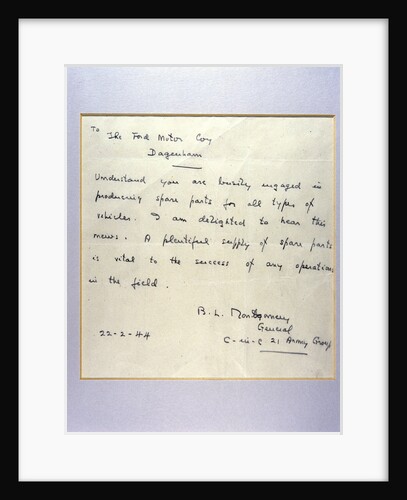 To The Ford Motor Coy
Dagenham
Understand you are busily engaged in
producing spare parts for all types of
vehicles. I am delighted to hear this
news. A plentiful supply of spare parts
is vital to the success of any operations
in the field.
B. L. Montgomery
General
C-in-C 21 Army Group
22-2-44